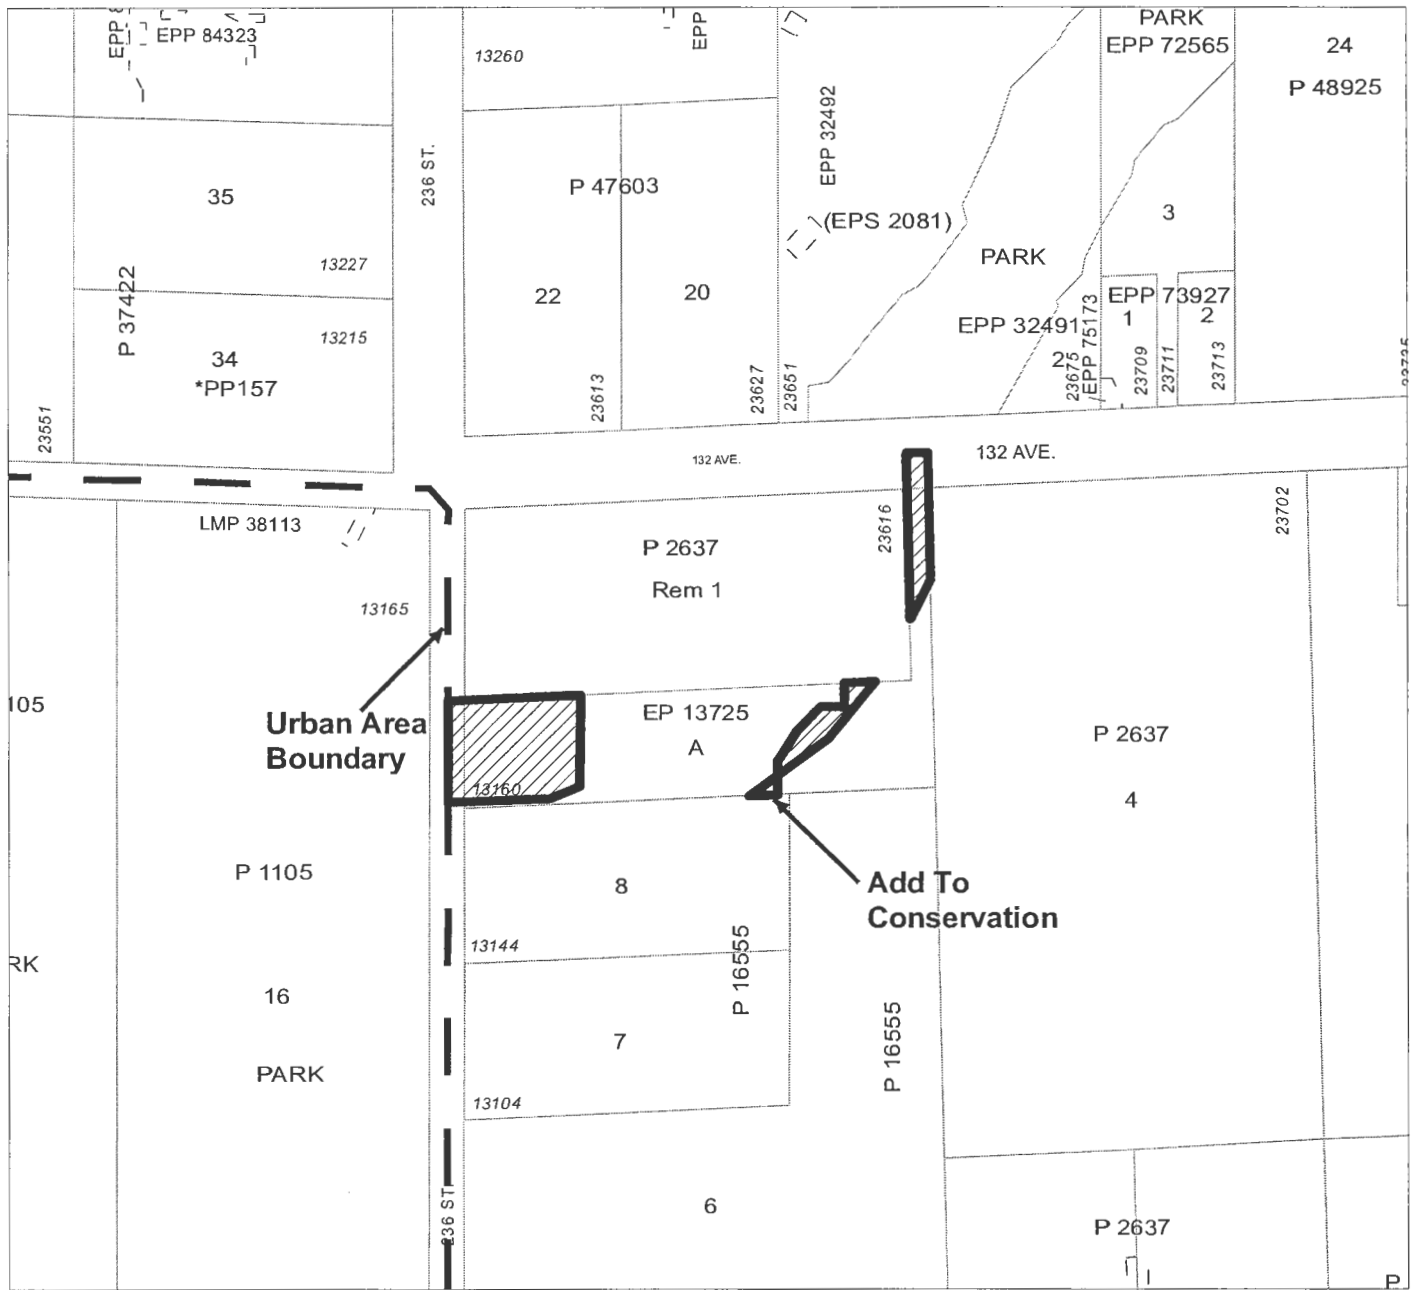 EPP 84323
13260
EPP
PARK
EPP 72565
24
P 48925
35
13227
236 ST.
P 47603
EPP 32492
(EPS 2081)
3
PARK
P 37422
22
20
EPP 73927
1
2
EPP 32491
EPP 75173
34
*PP157
13215
2
23551
23613
23627
23651
23675
23709
23711
23713
132 AVE.
132 AVE.
LMP 38113
23616
23702
P 2637
Rem 1
13165
Urban Area
Boundary
EP 13725
A
13160
P 2637
4
P 1105
8
Add To
Conservation
13144
P 16555
16
7
P 16555
PARK
13104
236 ST
6
P 2637
P